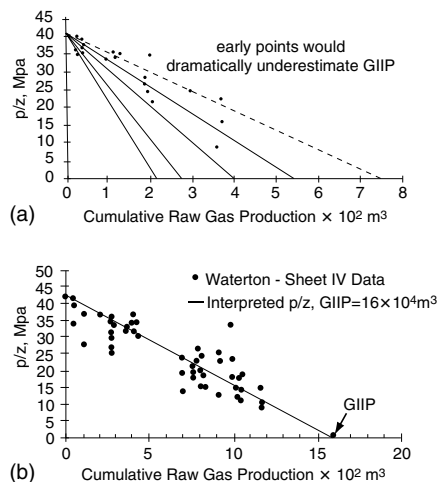 50
45
40
35
30
25
20
15
10
5
0
p/z, Mpa
early points would
dramatically underestimate GIIP
0 1 2 3 4 5 6 7 8
(a)
Cumulative Raw Gas Production × 10² m³
50
45
40
35
30
25
20
15
10
5
0
p/z, Mpa
Waterton - Sheet IV Data
Interpreted p/z, GIIP=16×10⁴m³
GIIP
0 5 10 15 20
(b)
Cumulative Raw Gas Production × 10² m³